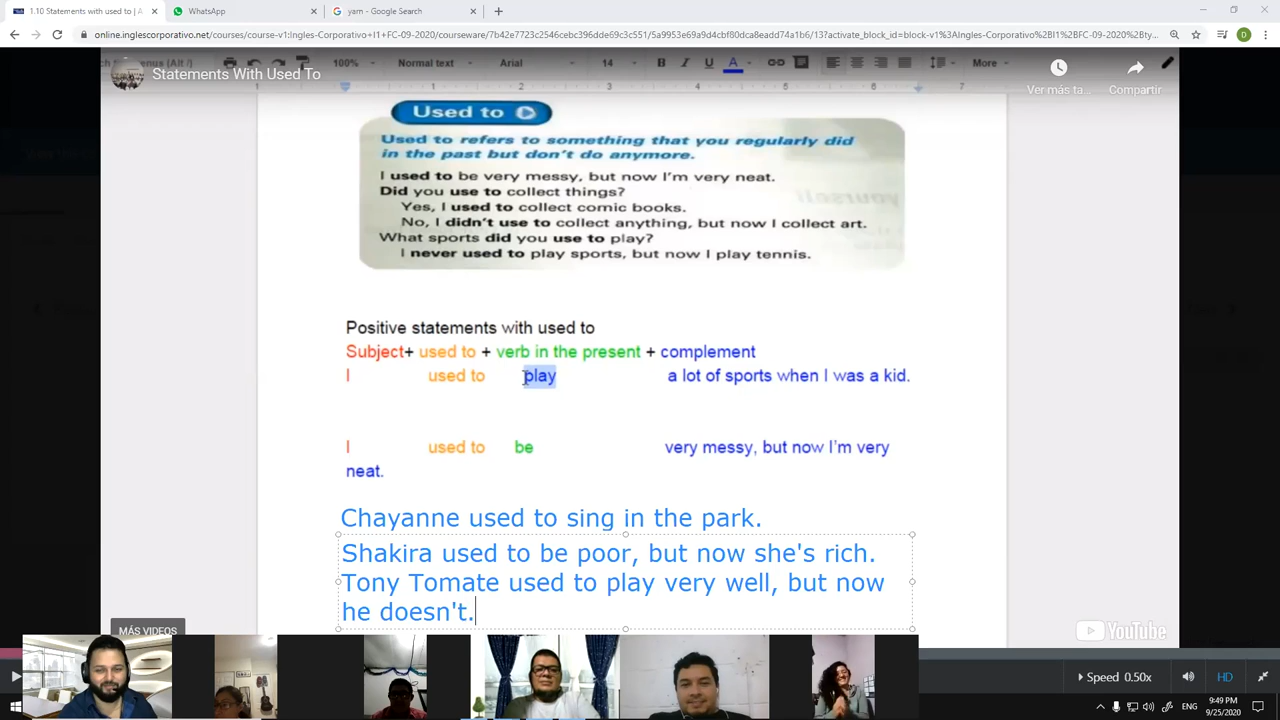 1.10 Statements with used to | A
WhatsApp
yarn - Google Search
online.inglescorporativo.net/courses/course-v1:Ingles-Corporativo+I1+FC-09-2020/courseware/7b42e7723c2546cebc396dde69c3c551/5a9953e69a9d4cbf80dca8eadd74a1b6/13?activate_block_id=block-v1%3AIngles-Corporativo%2BI1%2BFC-09-2020%2Bty...
D
Statements With Used To
100%
Normal text
Arial
14
B I U A
More
Ver más ta...
Compartir
1 2 3 4 5 6 7
Used to
Used to refers to something that you regularly did
in the past but don't do anymore.
I used to be very messy, but now I'm very neat.
Did you use to collect things?
Yes, I used to collect comic books.
No, I didn't use to collect anything, but now I collect art.
What sports did you use to play?
I never used to play sports, but now I play tennis.
Positive statements with used to
Subject+ used to + verb in the present + complement
I used to play a lot of sports when I was a kid.
I used to be very messy, but now I'm very
neat.
Chayanne used to sing in the park.
Shakira used to be poor, but now she's rich.
Tony Tomate used to play very well, but now
he doesn't.
MÁS VIDEOS
YouTube
Speed 0.50x
HD
ENG
9:49 PM
9/25/2020